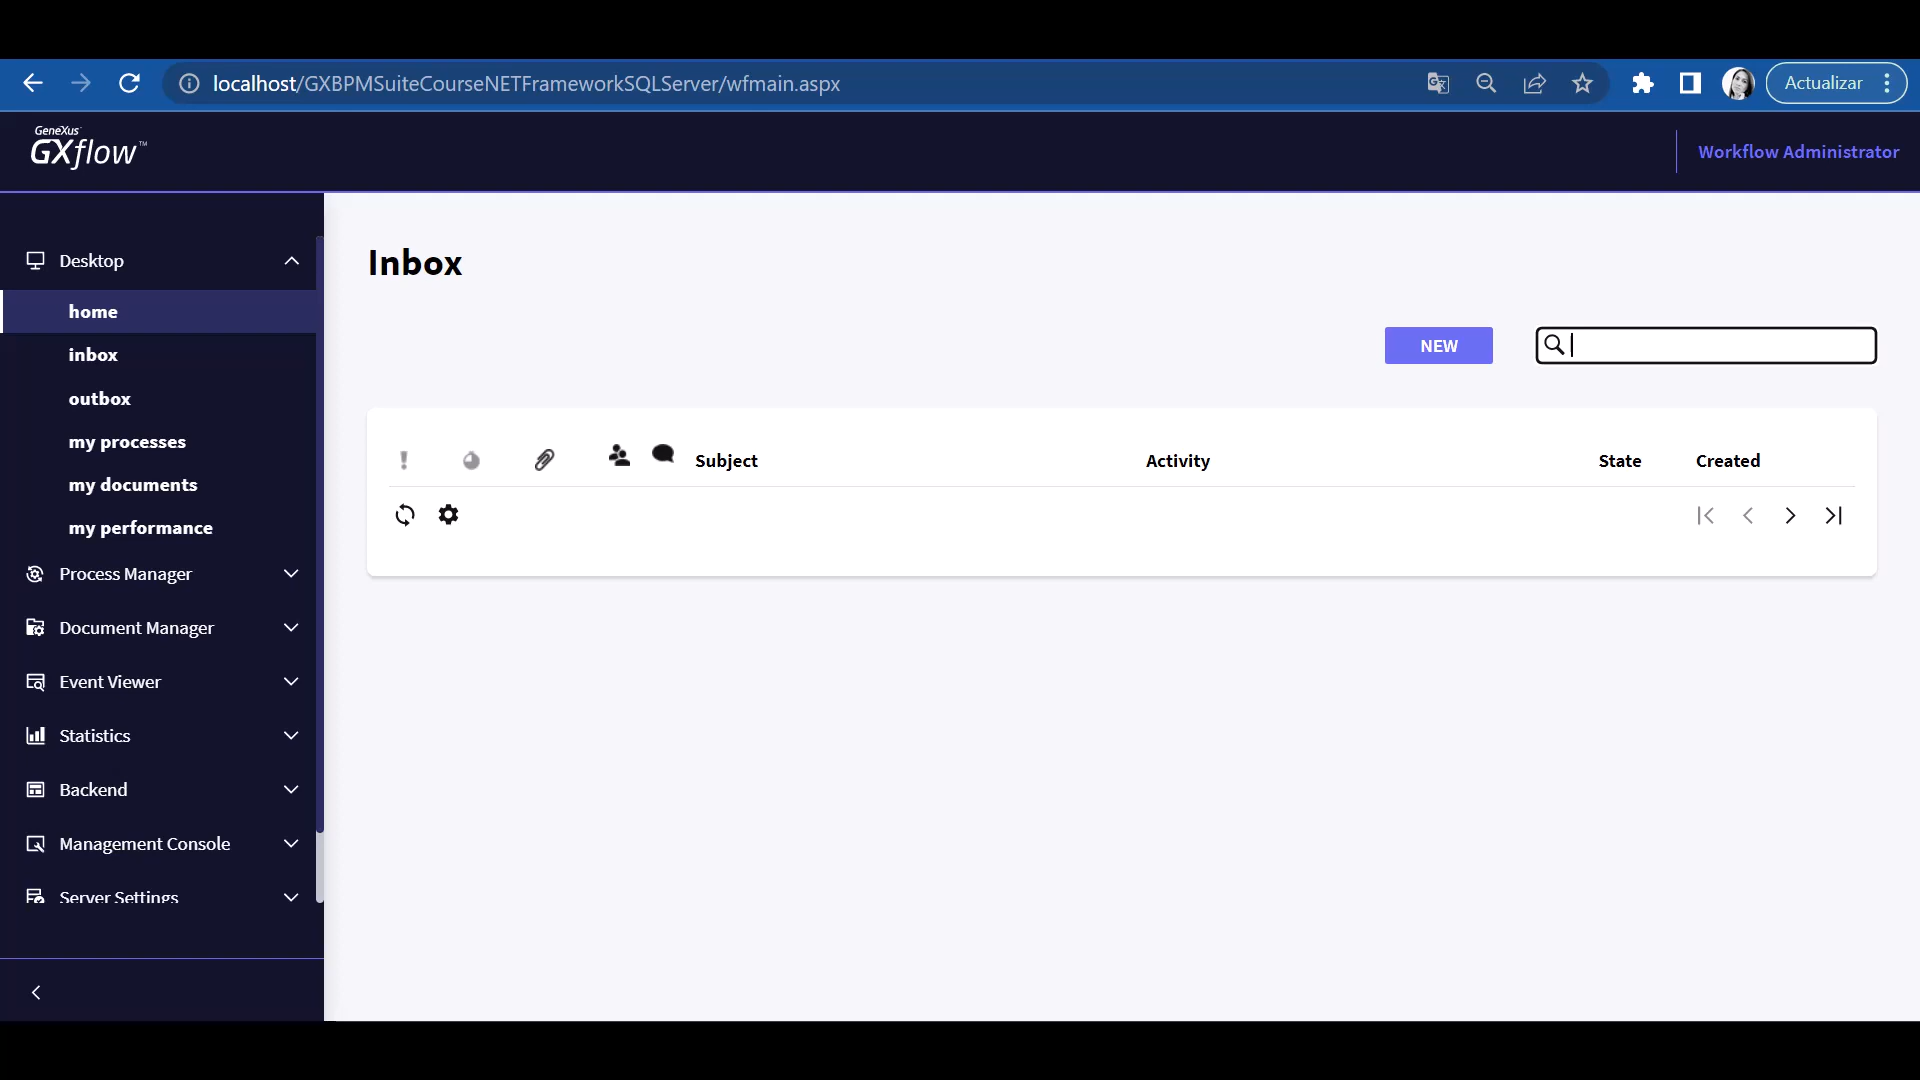 localhost/GXBPMSuiteCourseNETFrameworkSQLServer/wfmain.aspx
Actualizar
GeneXus
GXflow™
Workflow Administrator
Desktop
home
inbox
outbox
my processes
my documents
my performance
Process Manager
Document Manager
Event Viewer
Statistics
Backend
Management Console
Server Settings
Inbox
NEW
Subject Activity State Created